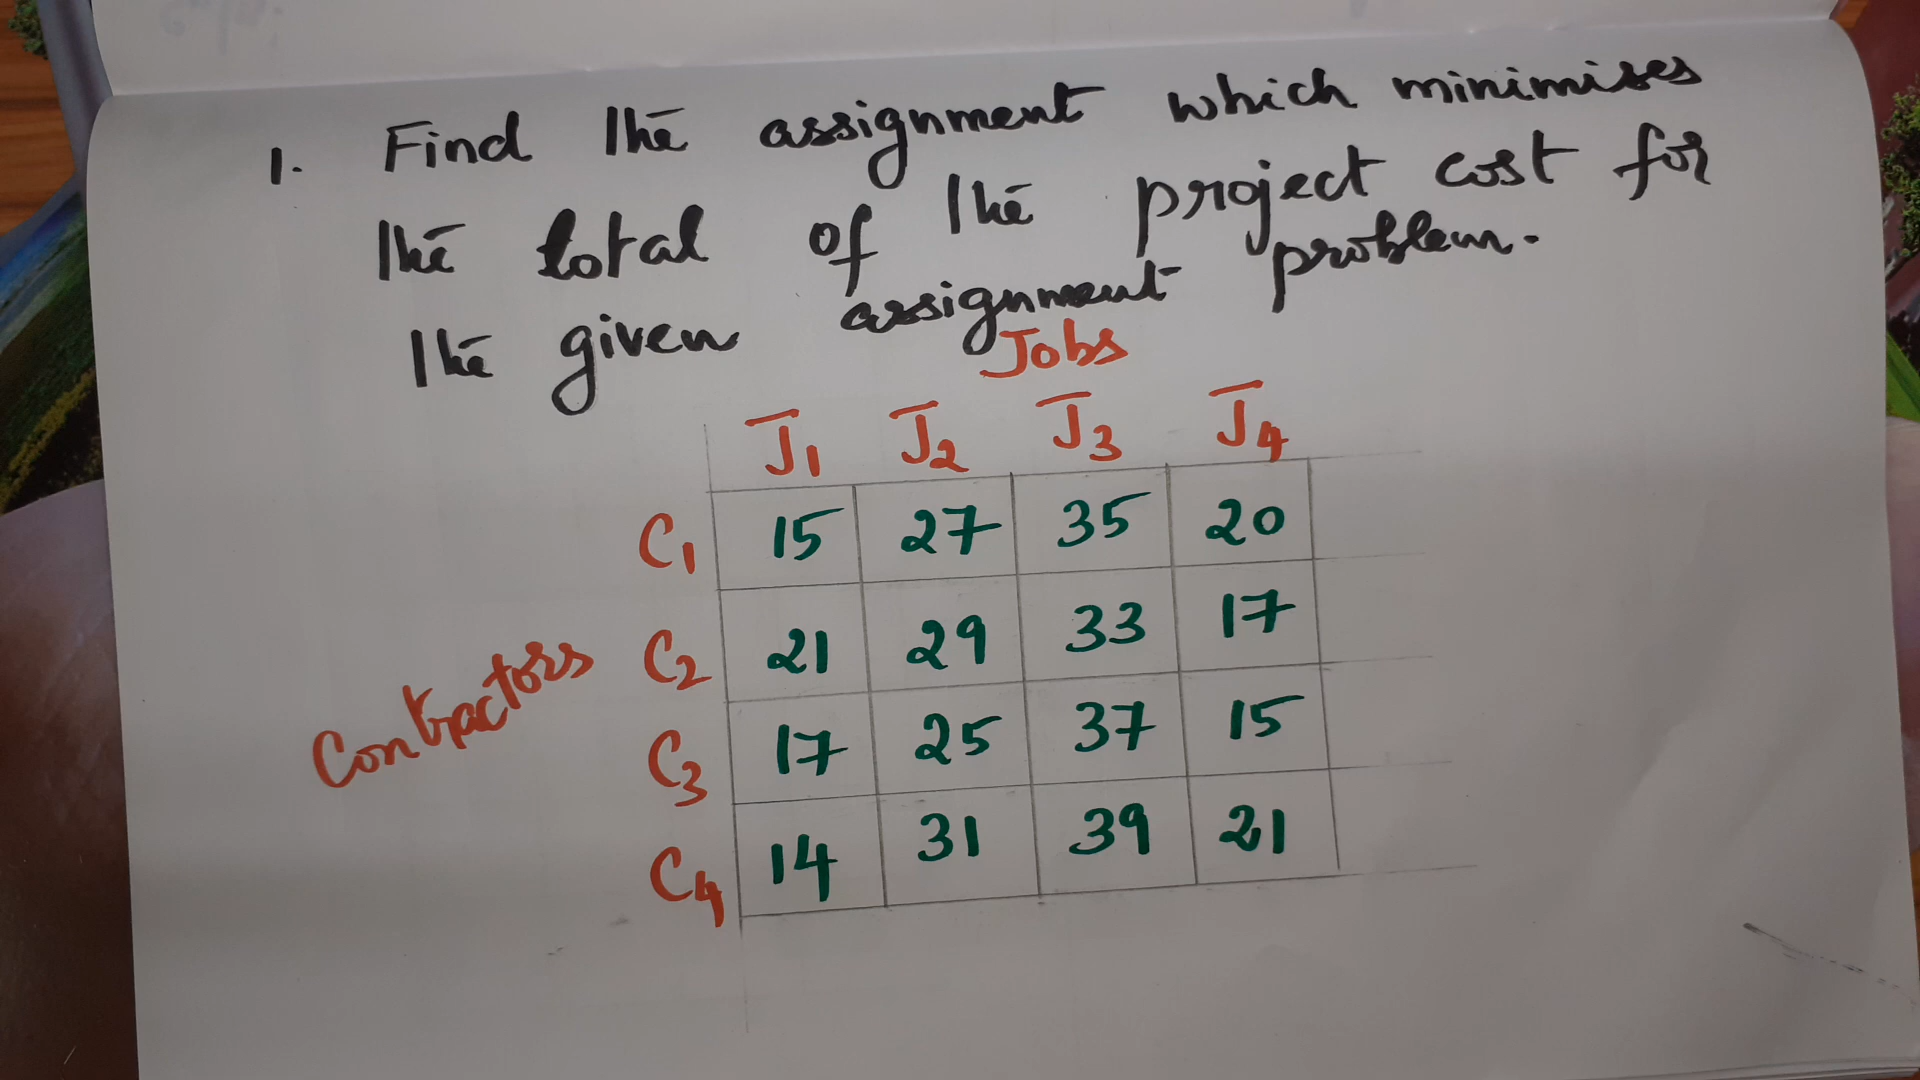 1. Find the assignment which minimises
the total of the project cost for
the given assignment problem.
Jobs
J1 J2 J3 J4
C1 15 27 35 20
Contractors C2 21 29 33 17
C3 17 25 37 15
C4 14 31 39 21